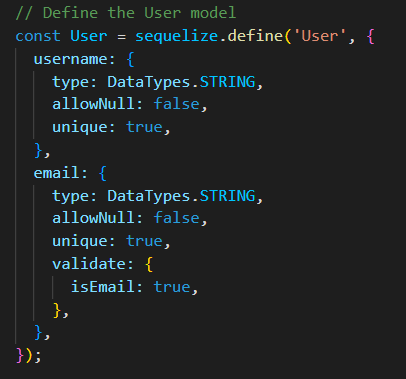 // Define the User model
const User = sequelize.define('User', {
  username: {
    type: DataTypes.STRING,
    allowNull: false,
    unique: true,
  },
  email: {
    type: DataTypes.STRING,
    allowNull: false,
    unique: true,
    validate: {
      isEmail: true,
    },
  },
});